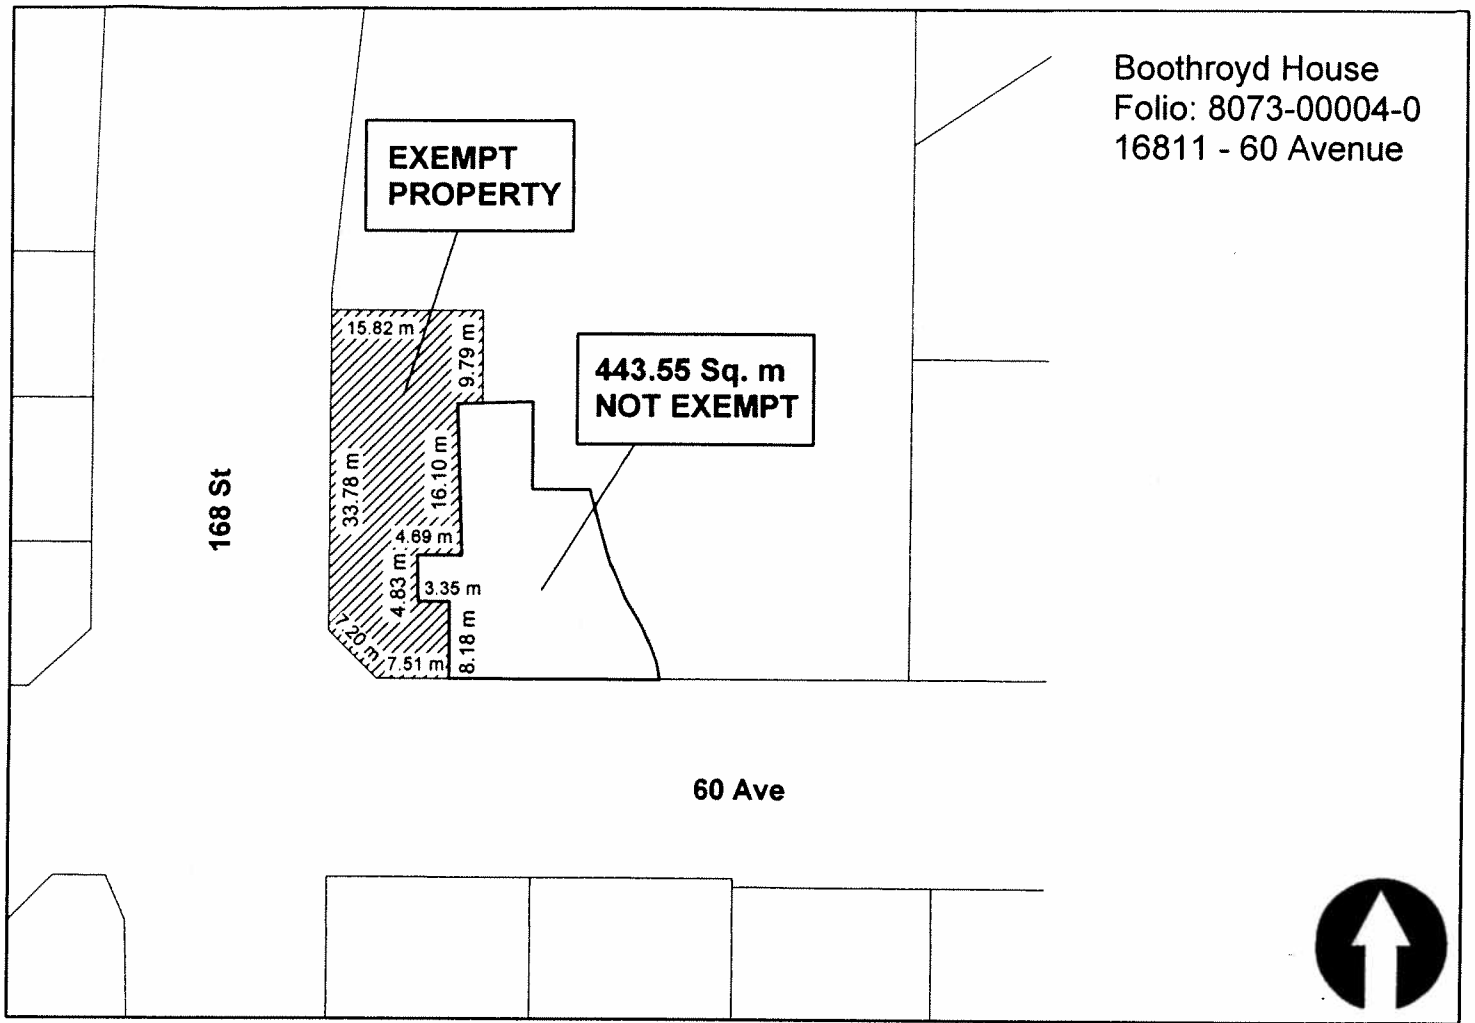 Boothroyd House
Folio: 8073-00004-0
16811 - 60 Avenue
EXEMPT
PROPERTY
15.82 m
9.79 m
443.55 Sq. m
NOT EXEMPT
33.78 m
16.10 m
168 St
4.69 m
4.83 m
3.35 m
7.20 m
7.51 m
8.18 m
60 Ave